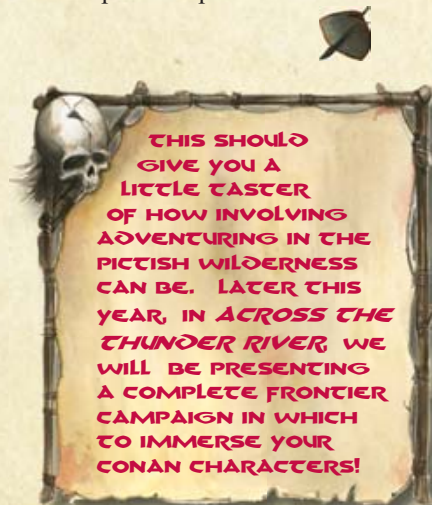 THIS SHOULD
GIVE YOU A
LITTLE TASTER
OF HOW INVOLVING
ADVENTURING IN THE
PICTISH WILDERNESS
CAN BE. LATER THIS
YEAR, IN ACROSS THE
THUNDER RIVER, WE
WILL BE PRESENTING
A COMPLETE FRONTIER
CAMPAIGN IN WHICH
TO IMMERSE YOUR
CONAN CHARACTERS!